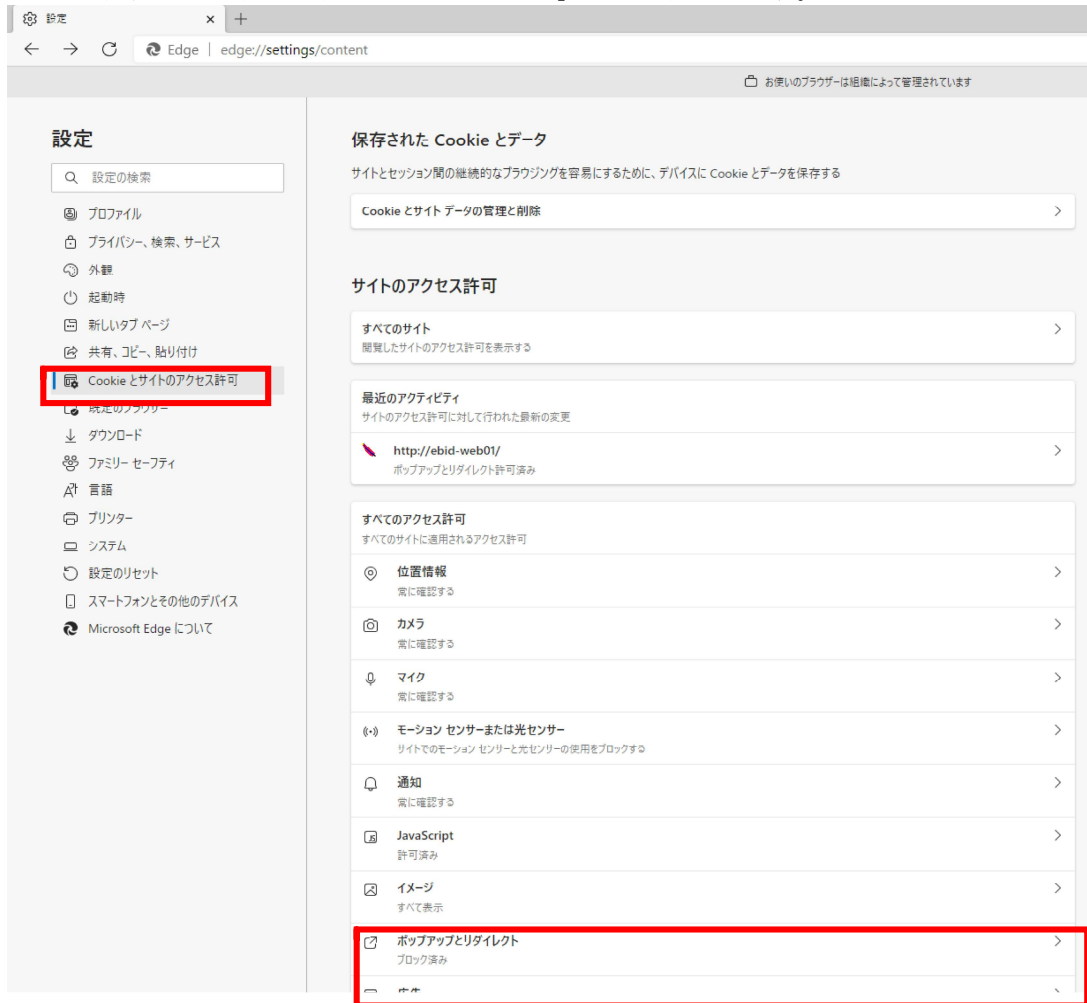 設定
Edge | edge://settings/content
お使いのブラウザーは組織によって管理されています
設定
設定の検索
プロファイル
プライバシー、検索、サービス
外観
起動時
新しいタブ ページ
共有、コピー、貼り付け
Cookie とサイトのアクセス許可
既定のブラウザー
ダウンロード
ファミリー セーフティ
言語
プリンター
システム
設定のリセット
スマートフォンとその他のデバイス
Microsoft Edge について
保存された Cookie とデータ
サイトとセッション間の継続的なブラウジングを容易にするために、デバイスに Cookie とデータを保存する
Cookie とサイト データの管理と削除
サイトのアクセス許可
すべてのサイト
閲覧したサイトのアクセス許可を表示する
最近のアクティビティ
サイトのアクセス許可に対して行われた最新の変更
http://ebid-web01/
ポップアップとリダイレクト許可済み
すべてのアクセス許可
すべてのサイトに適用されるアクセス許可
位置情報
常に確認する
カメラ
常に確認する
マイク
常に確認する
モーション センサーまたは光センサー
サイトでのモーション センサーと光センサーの使用をブロックする
通知
常に確認する
JavaScript
許可済み
イメージ
すべて表示
ポップアップとリダイレクト
ブロック済み